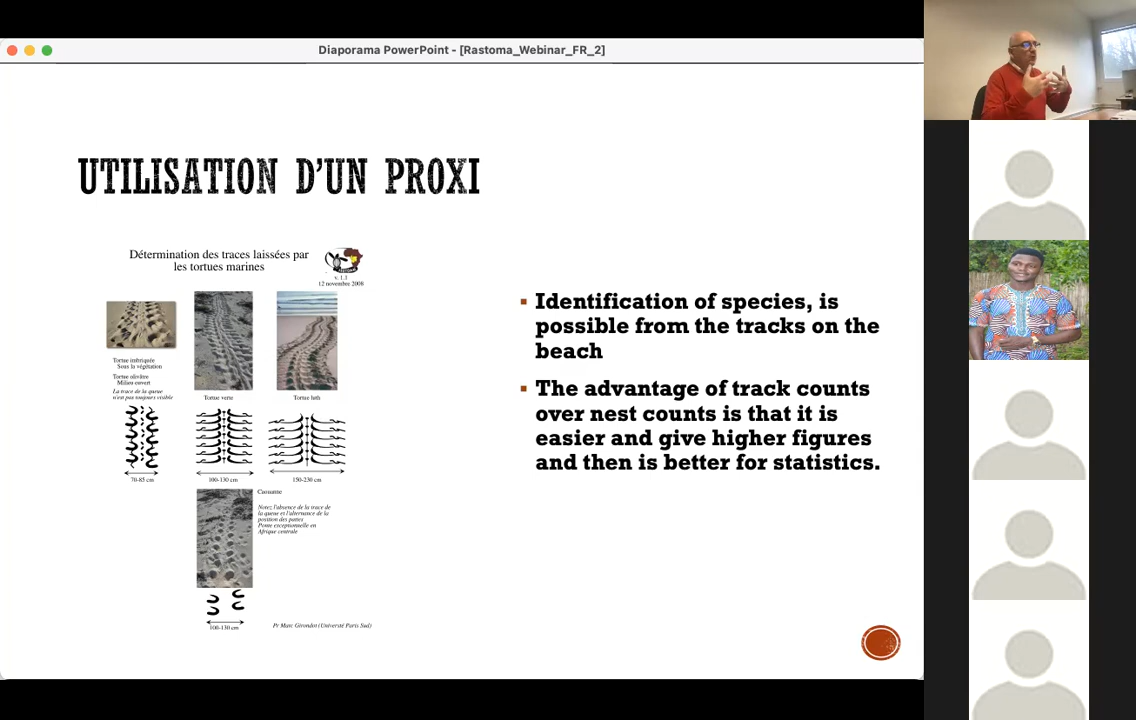 Diaporama PowerPoint - [Rastoma_Webinar_FR_2]
UTILISATION D'UN PROXI
Détermination des traces laissées par
les tortues marines
v. 1.1
12 novembre 2008
Tortue imbriquée
Sous la végétation
Tortue olivâtre
Milieu ouvert
La trace de la queue
n'est pas toujours visible
Tortue verte
Tortue luth
70-85 cm
100-130 cm
150-230 cm
Caouanne
Notez l'absence de la trace de
la queue et l'alternance de la
position des pattes
Ponte exceptionnelle en
Afrique centrale
100-130 cm
Pr Marc Girondot (Université Paris Sud)
Identification of species, is
possible from the tracks on the
beach
The advantage of track counts
over nest counts is that it is
easier and give higher figures
and then is better for statistics.